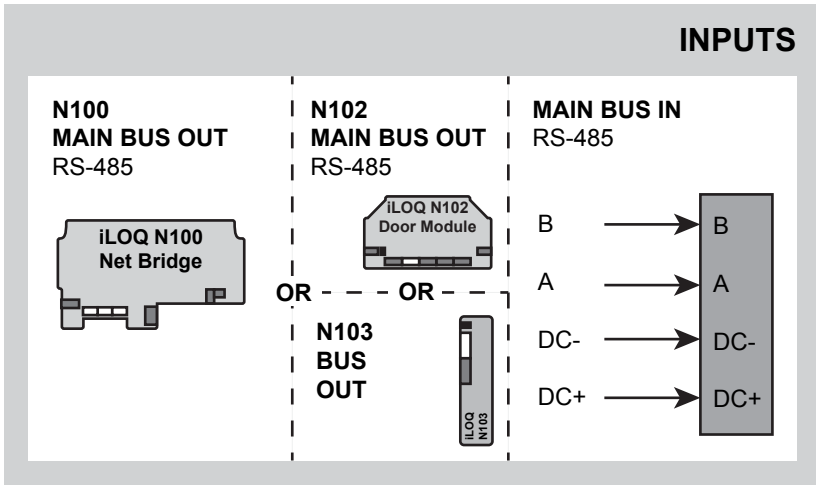 INPUTS
N100
MAIN BUS OUT
RS-485
iLOQ N100
Net Bridge
OR
N102
MAIN BUS OUT
RS-485
iLOQ N102
Door Module
OR
N103
BUS
OUT
iLOQ
N103
MAIN BUS IN
RS-485
B
B
A
A
DC-
DC-
DC+
DC+